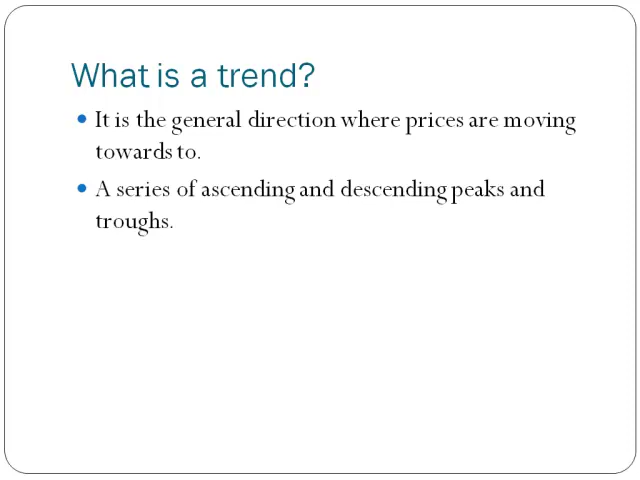 What is a trend?
• It is the general direction where prices are moving
towards to.
• A series of ascending and descending peaks and
troughs.